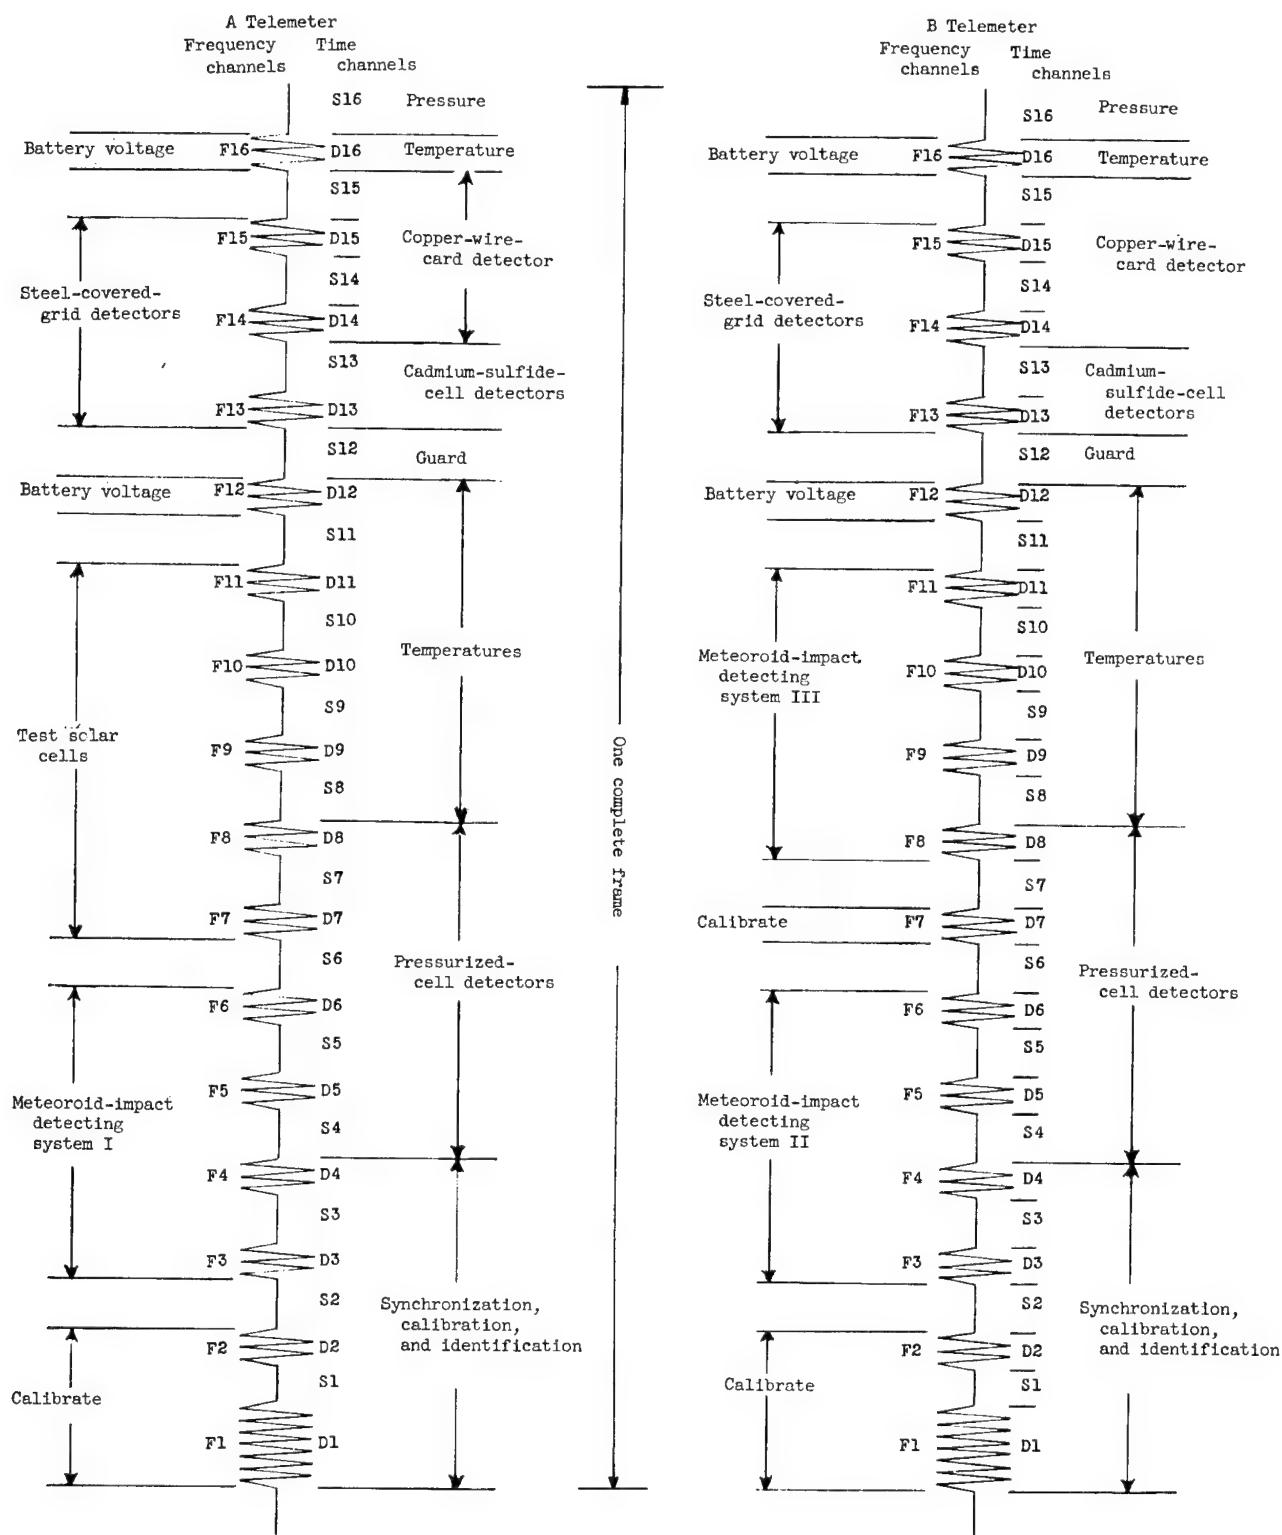 A Telemeter
Frequency channels
Time channels
S16 Pressure
Battery voltage F16 D16 Temperature
S15
F15 D15 Copper-wire-
card detector
S14
Steel-covered-
grid detectors
F14 D14
S13
Cadmium-sulfide-
cell detectors
F13 D13
S12 Guard
Battery voltage F12 D12
S11
F11 D11
S10
F10 D10 Temperatures
S9
Test solar
cells
F9 D9
S8
F8 D8
S7
F7 D7
S6
Pressurized-
cell detectors
F6 D6
S5
F5 D5
Meteoroid-impact
detecting
system I
S4
F4 D4
S3
F3 D3
S2
Synchronization,
calibration,
and identification
F2 D2
S1
Calibrate
F1 D1
One complete frame
B Telemeter
Frequency channels
Time channels
S16 Pressure
Battery voltage F16 D16 Temperature
S15
F15 D15 Copper-wire-
card detector
S14
Steel-covered-
grid detectors
F14 D14
S13
Cadmium-
sulfide-cell
detectors
F13 D13
S12 Guard
Battery voltage F12 D12
S11
F11 D11
S10
Meteoroid-impact
detecting
system III
F10 D10 Temperatures
S9
F9 D9
S8
F8 D8
S7
Calibrate F7 D7
S6
Pressurized-
cell detectors
F6 D6
S5
F5 D5
Meteoroid-impact
detecting
system II
S4
F4 D4
S3
F3 D3
S2
Synchronization,
calibration,
and identification
F2 D2
S1
Calibrate
F1 D1